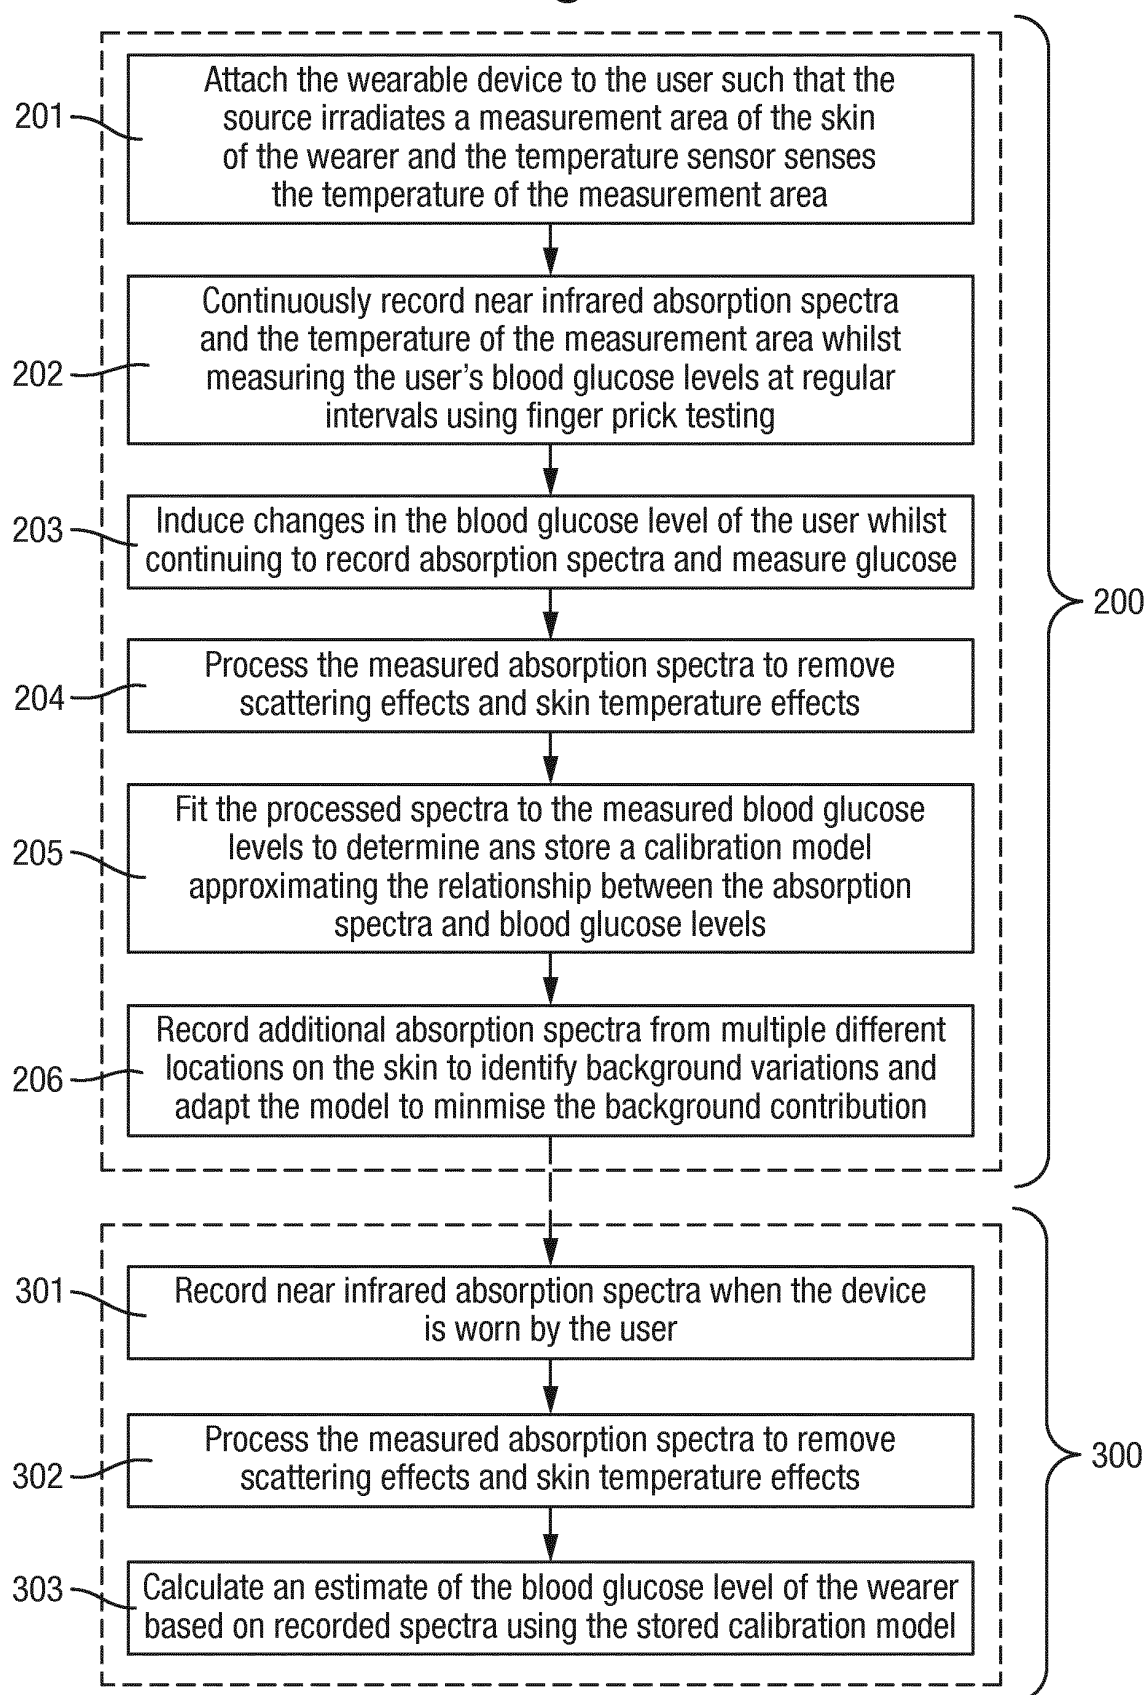 201
Attach the wearable device to the user such that the
source irradiates a measurement area of the skin
of the wearer and the temperature sensor senses
the temperature of the measurement area
202
Continuously record near infrared absorption spectra
and the temperature of the measurement area whilst
measuring the user's blood glucose levels at regular
intervals using finger prick testing
203
Induce changes in the blood glucose level of the user whilst
continuing to record absorption spectra and measure glucose
200
204
Process the measured absorption spectra to remove
scattering effects and skin temperature effects
205
Fit the processed spectra to the measured blood glucose
levels to determine ans store a calibration model
approximating the relationship between the absorption
spectra and blood glucose levels
206
Record additional absorption spectra from multiple different
locations on the skin to identify background variations and
adapt the model to minmise the background contribution
301
Record near infrared absorption spectra when the device
is worn by the user
302
Process the measured absorption spectra to remove
scattering effects and skin temperature effects
300
303
Calculate an estimate of the blood glucose level of the wearer
based on recorded spectra using the stored calibration model